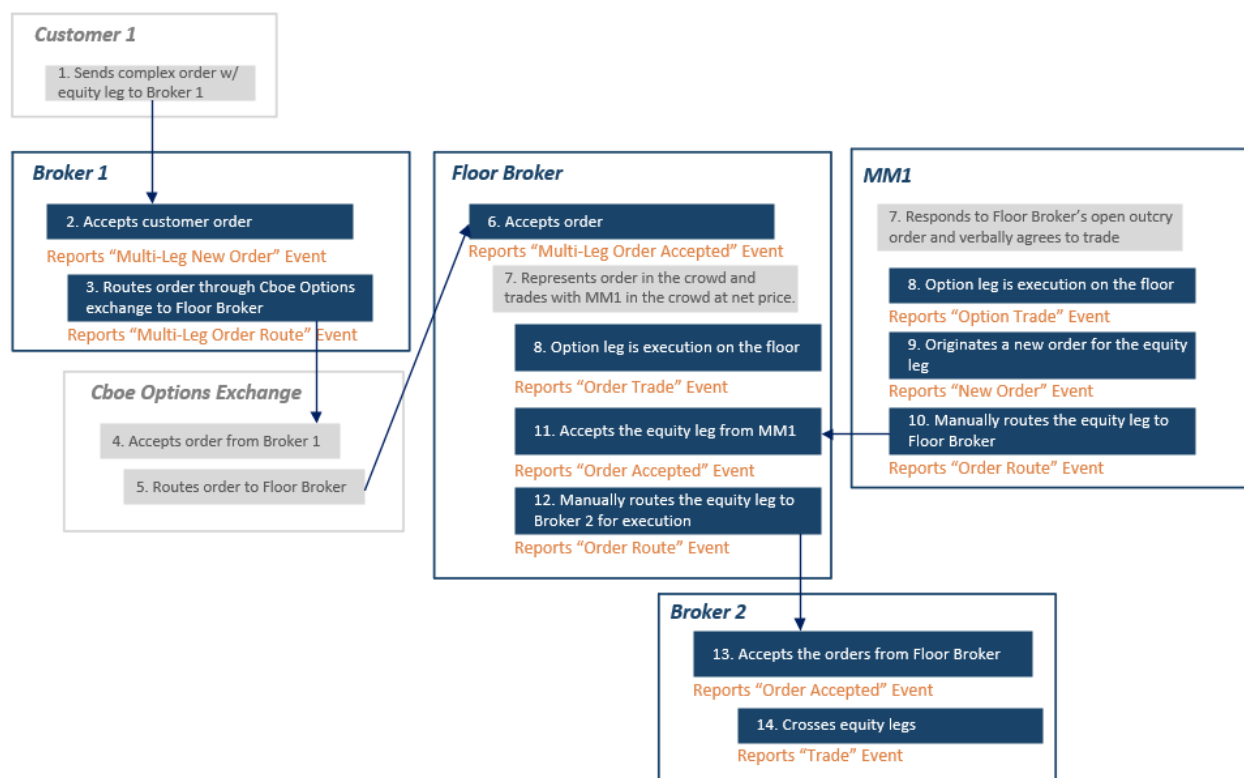 Customer 1
1. Sends complex order w/
equity leg to Broker 1
Broker 1
2. Accepts customer order
Reports “Multi-Leg New Order” Event
3. Routes order through Cboe Options
exchange to Floor Broker
Reports “Multi-Leg Order Route” Event
Cboe Options Exchange
4. Accepts order from Broker 1
5. Routes order to Floor Broker
Floor Broker
6. Accepts order
Reports “Multi-Leg Order Accepted” Event
7. Represents order in the crowd and
trades with MM1 in the crowd at net price.
8. Option leg is execution on the floor
Reports “Order Trade” Event
11. Accepts the equity leg from MM1
Reports “Order Accepted” Event
12. Manually routes the equity leg to
Broker 2 for execution
Reports “Order Route” Event
MM1
7. Responds to Floor Broker’s open outcry
order and verbally agrees to trade
8. Option leg is execution on the floor
Reports “Option Trade” Event
9. Originates a new order for the equity
leg
Reports “New Order” Event
10. Manually routes the equity leg to
Floor Broker
Reports “Order Route” Event
Broker 2
13. Accepts the orders from Floor Broker
Reports “Order Accepted” Event
14. Crosses equity legs
Reports “Trade” Event